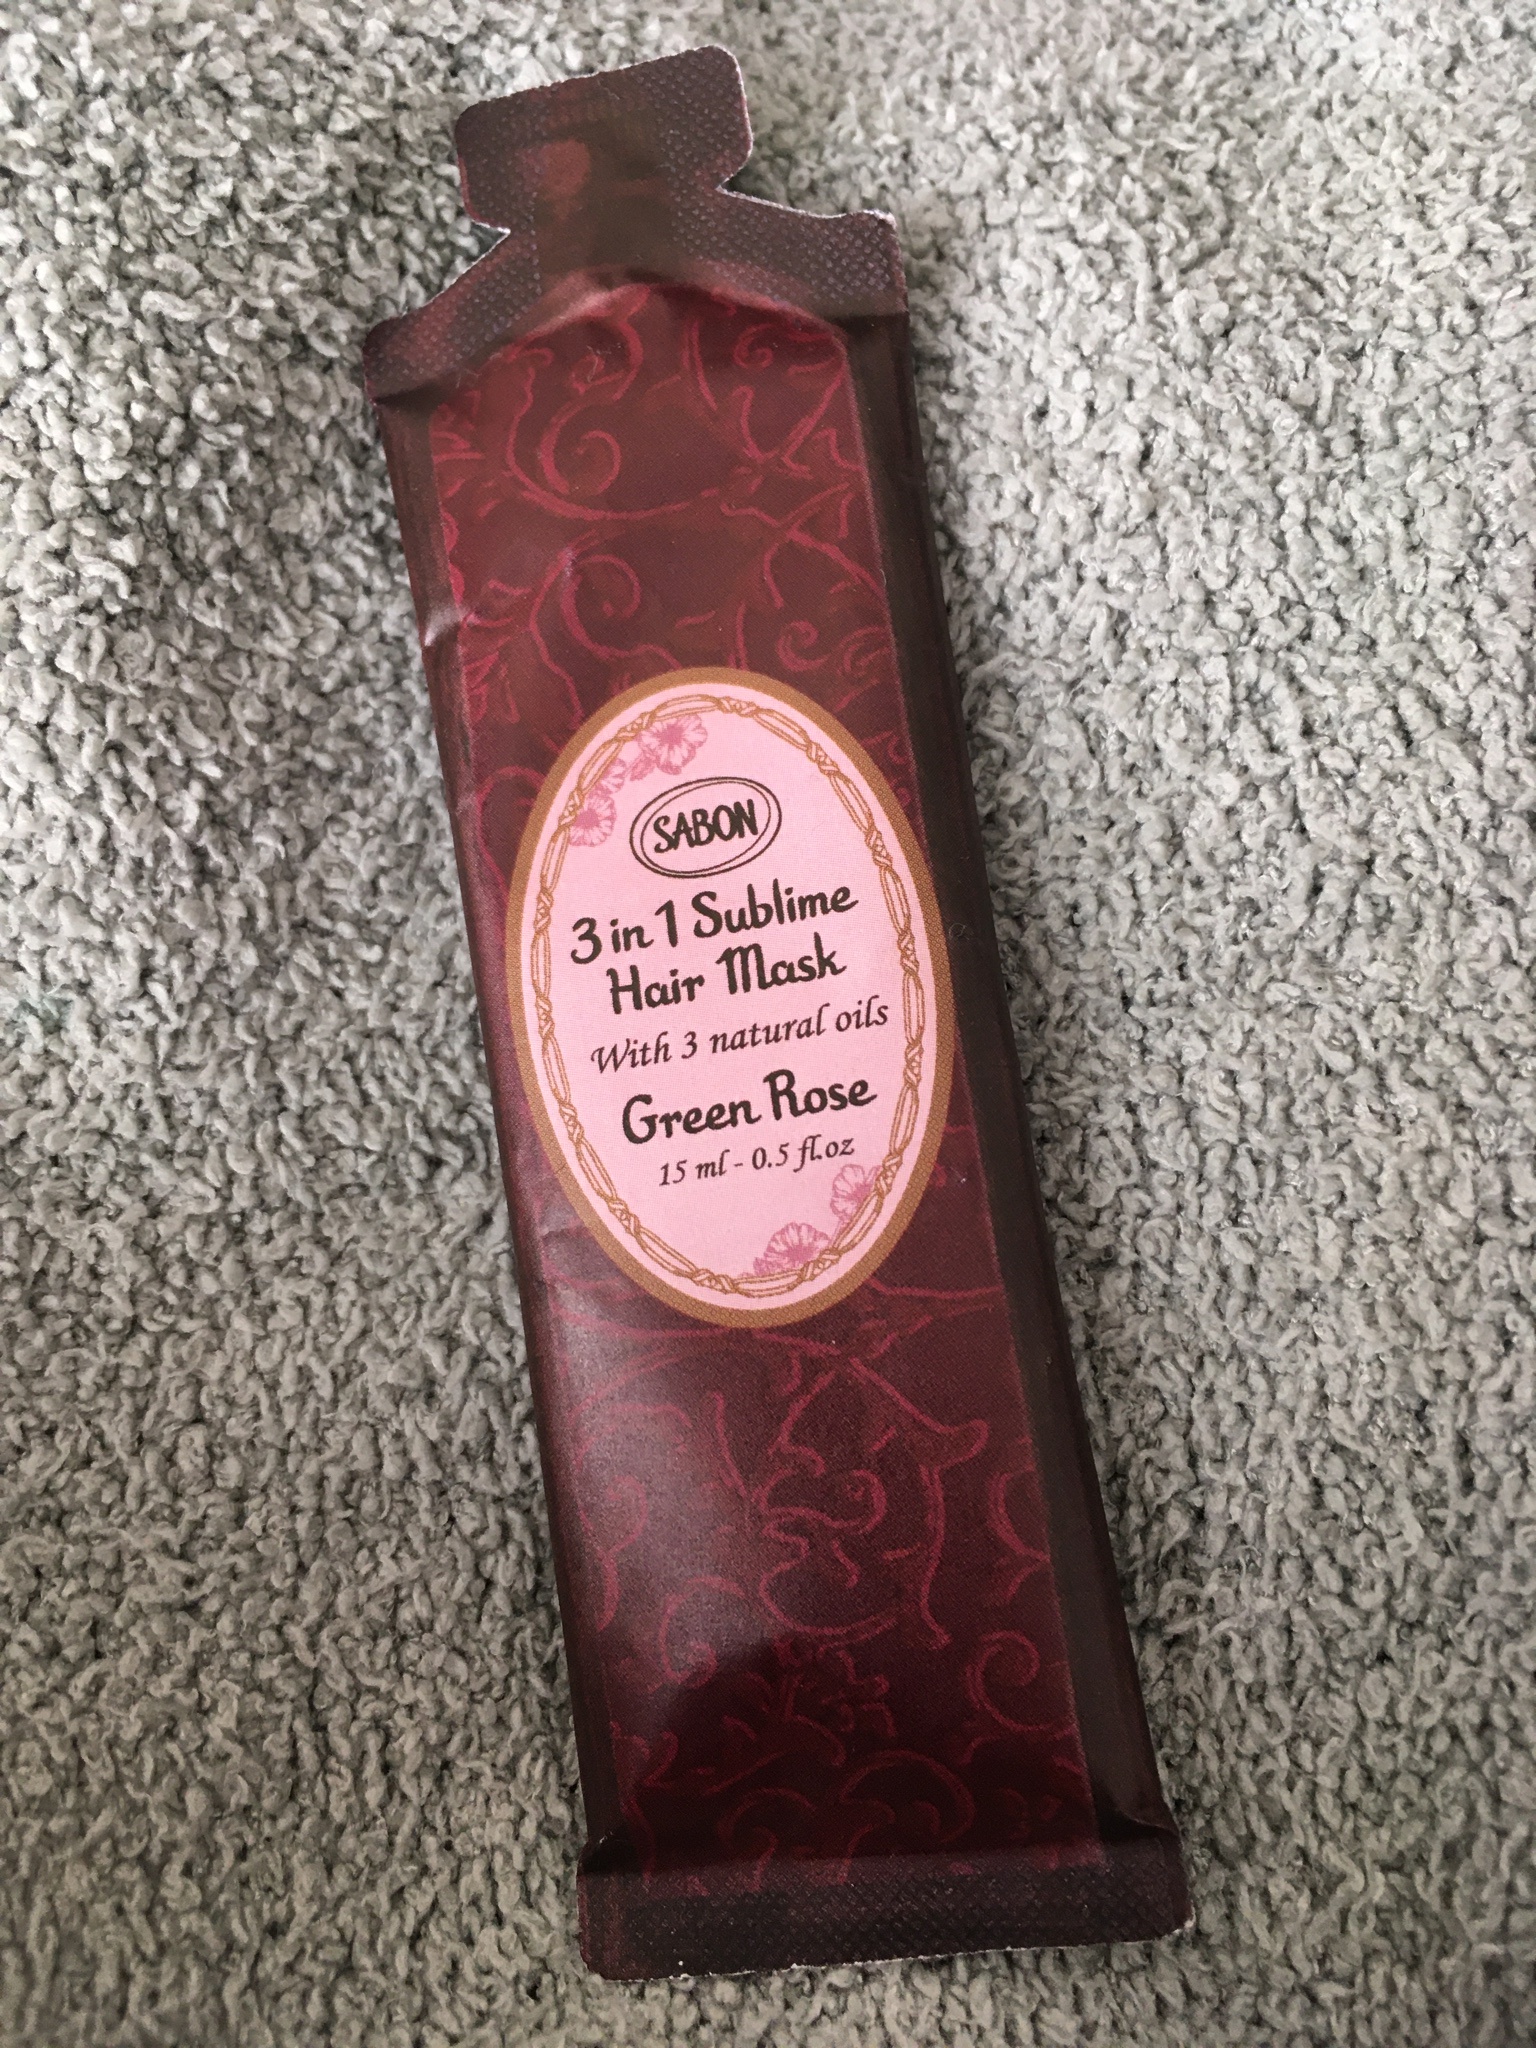 SABON
3 in 1 Sublime
Hair Mask
With 3 natural oils
Green Rose
15 ml - 0.5 fl.oz